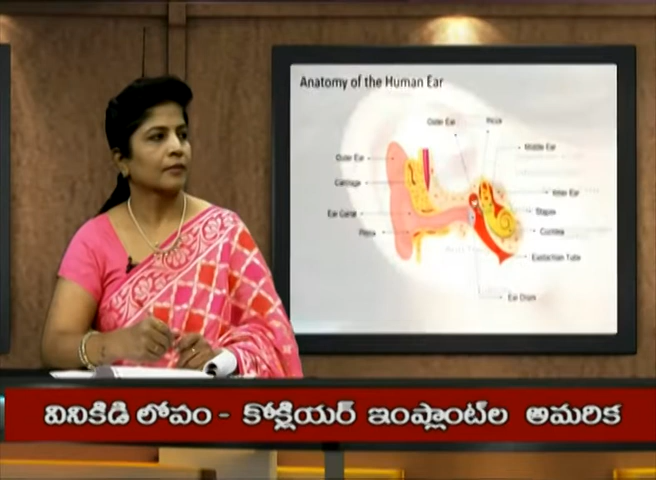 Anatomy of the Human Ear
Outer Ear
Incus
Middle Ear
Outer Ear
Cartilage
Inner Ear
Ear Canal
Stapes
Pinna
Cochlea
Eustachian Tube
Ear Drum
వినికిడి లోపం - కోక్లియర్ ఇంప్లాంట్‌ల అమరిక